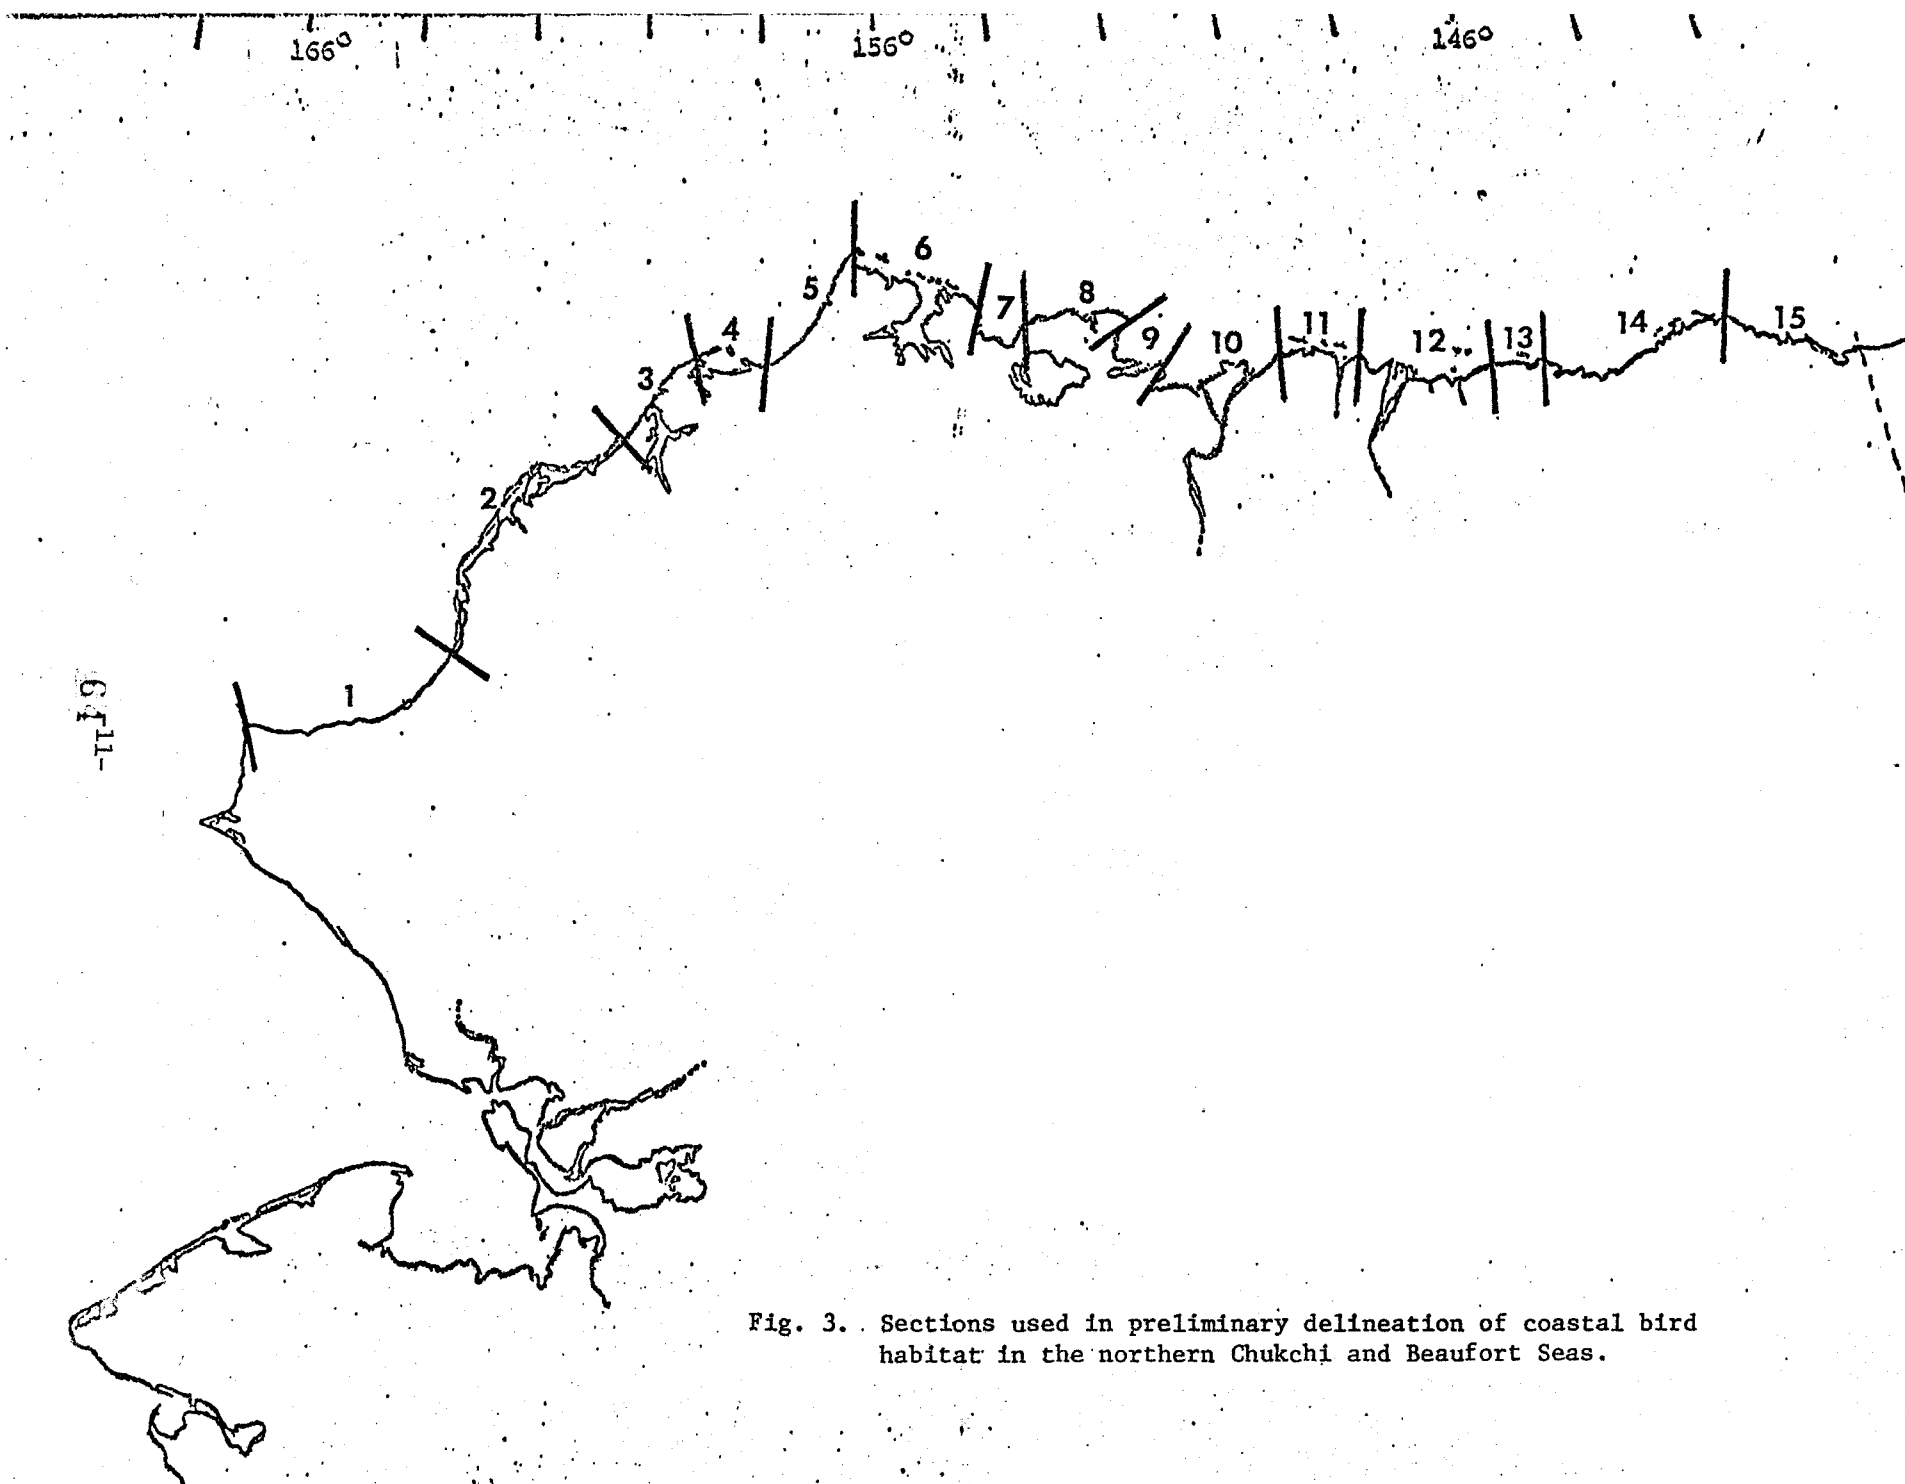 166° 156° 146°
6
5 7 8
4 9 10 11 12 13 14 15
3
2
1
-11-
Fig. 3. Sections used in preliminary delineation of coastal bird
habitat in the northern Chukchi and Beaufort Seas.